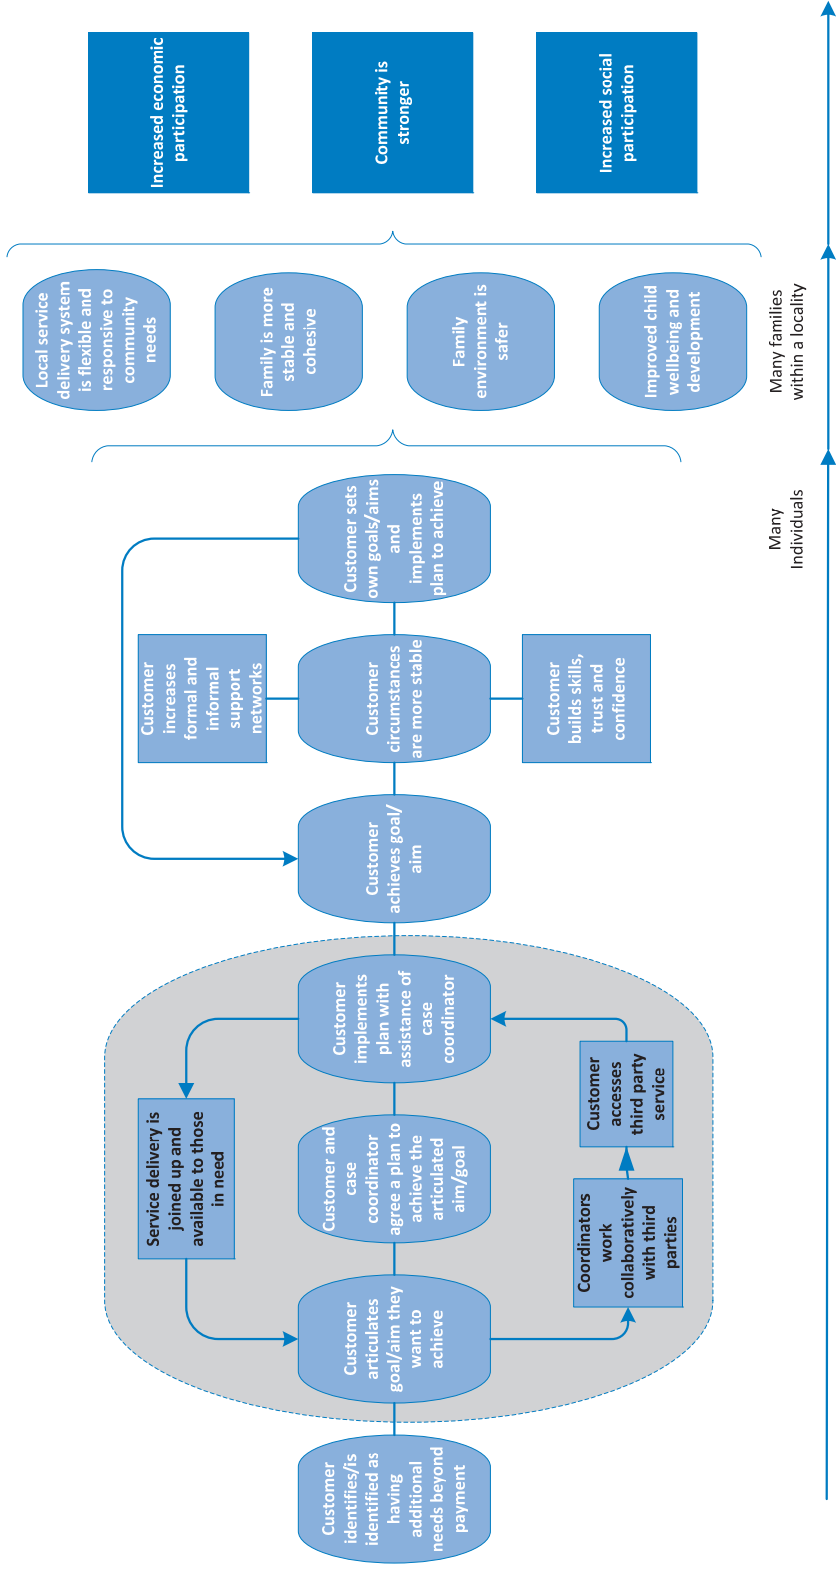 Customer
identifies/is
identified as
having
additional
needs beyond
payment
Customer
articulates
goal/aim they
want to
achieve
Service delivery is
joined up and
available to those
in need
Customer and
case
coordinator
agree a plan to
achieve the
articulated
aim/goal
Coordinators
work
collaboratively
with third
parties
Customer
accesses
third party
service
Customer
implements
plan with
assistance of
case
coordinator
Customer
achieves goal/
aim
Customer
increases
formal and
informal
support
networks
Customer
circumstances
are more stable
Customer
builds skills,
trust and
confidence
Customer sets
own goals/aims
and
implements
plan to achieve
Many
Individuals
Local service
delivery system
is flexible and
responsive to
community
needs
Family is more
stable and
cohesive
Family
environment is
safer
Improved child
wellbeing and
development
Many families
within a locality
Increased economic
participation
Community is
stronger
Increased social
participation